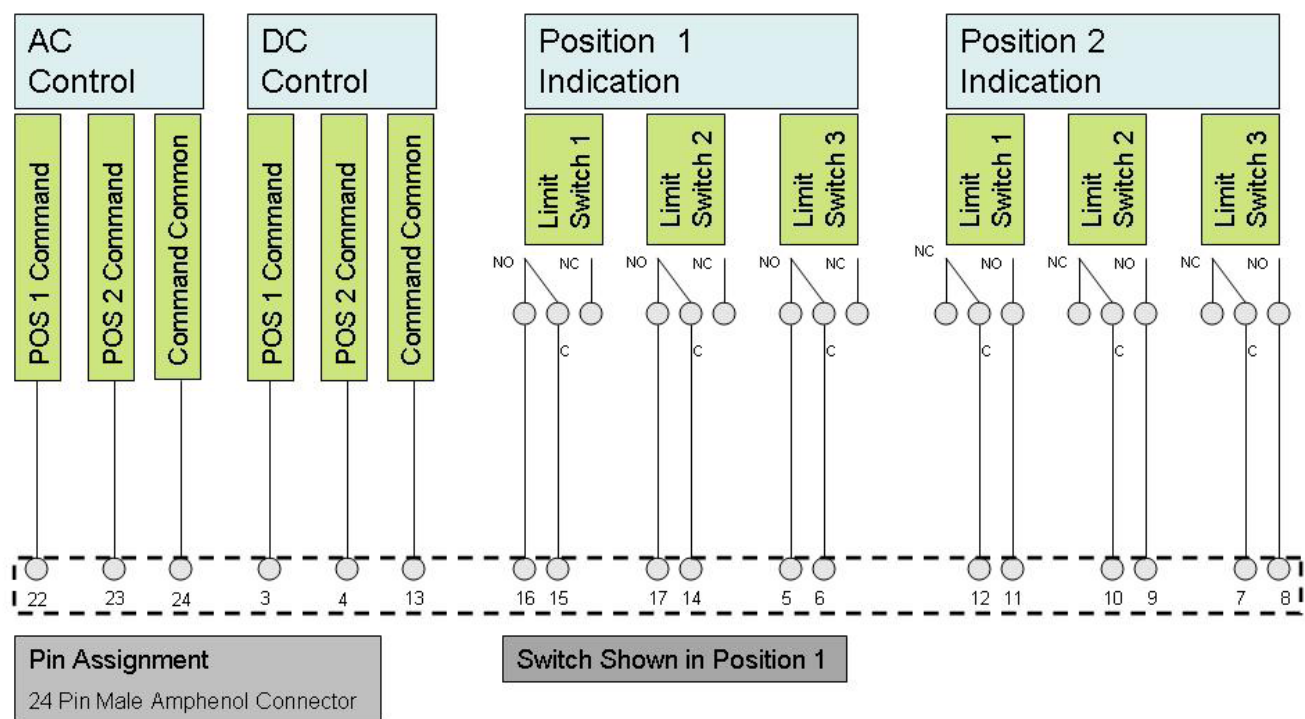 AC
Control
DC
Control
Position 1
Indication
Position 2
Indication
POS 1 Command
POS 2 Command
Command Common
POS 1 Command
POS 2 Command
Command Common
Limit
Switch 1
Limit
Switch 2
Limit
Switch 3
Limit
Switch 1
Limit
Switch 2
Limit
Switch 3
NO NC NO NC NO NC NC NO NC NO NC NO
C C C C C C
22 23 24 3 4 13 16 15 17 14 5 6 12 11 10 9 7 8
Pin Assignment
24 Pin Male Amphenol Connector
Switch Shown in Position 1